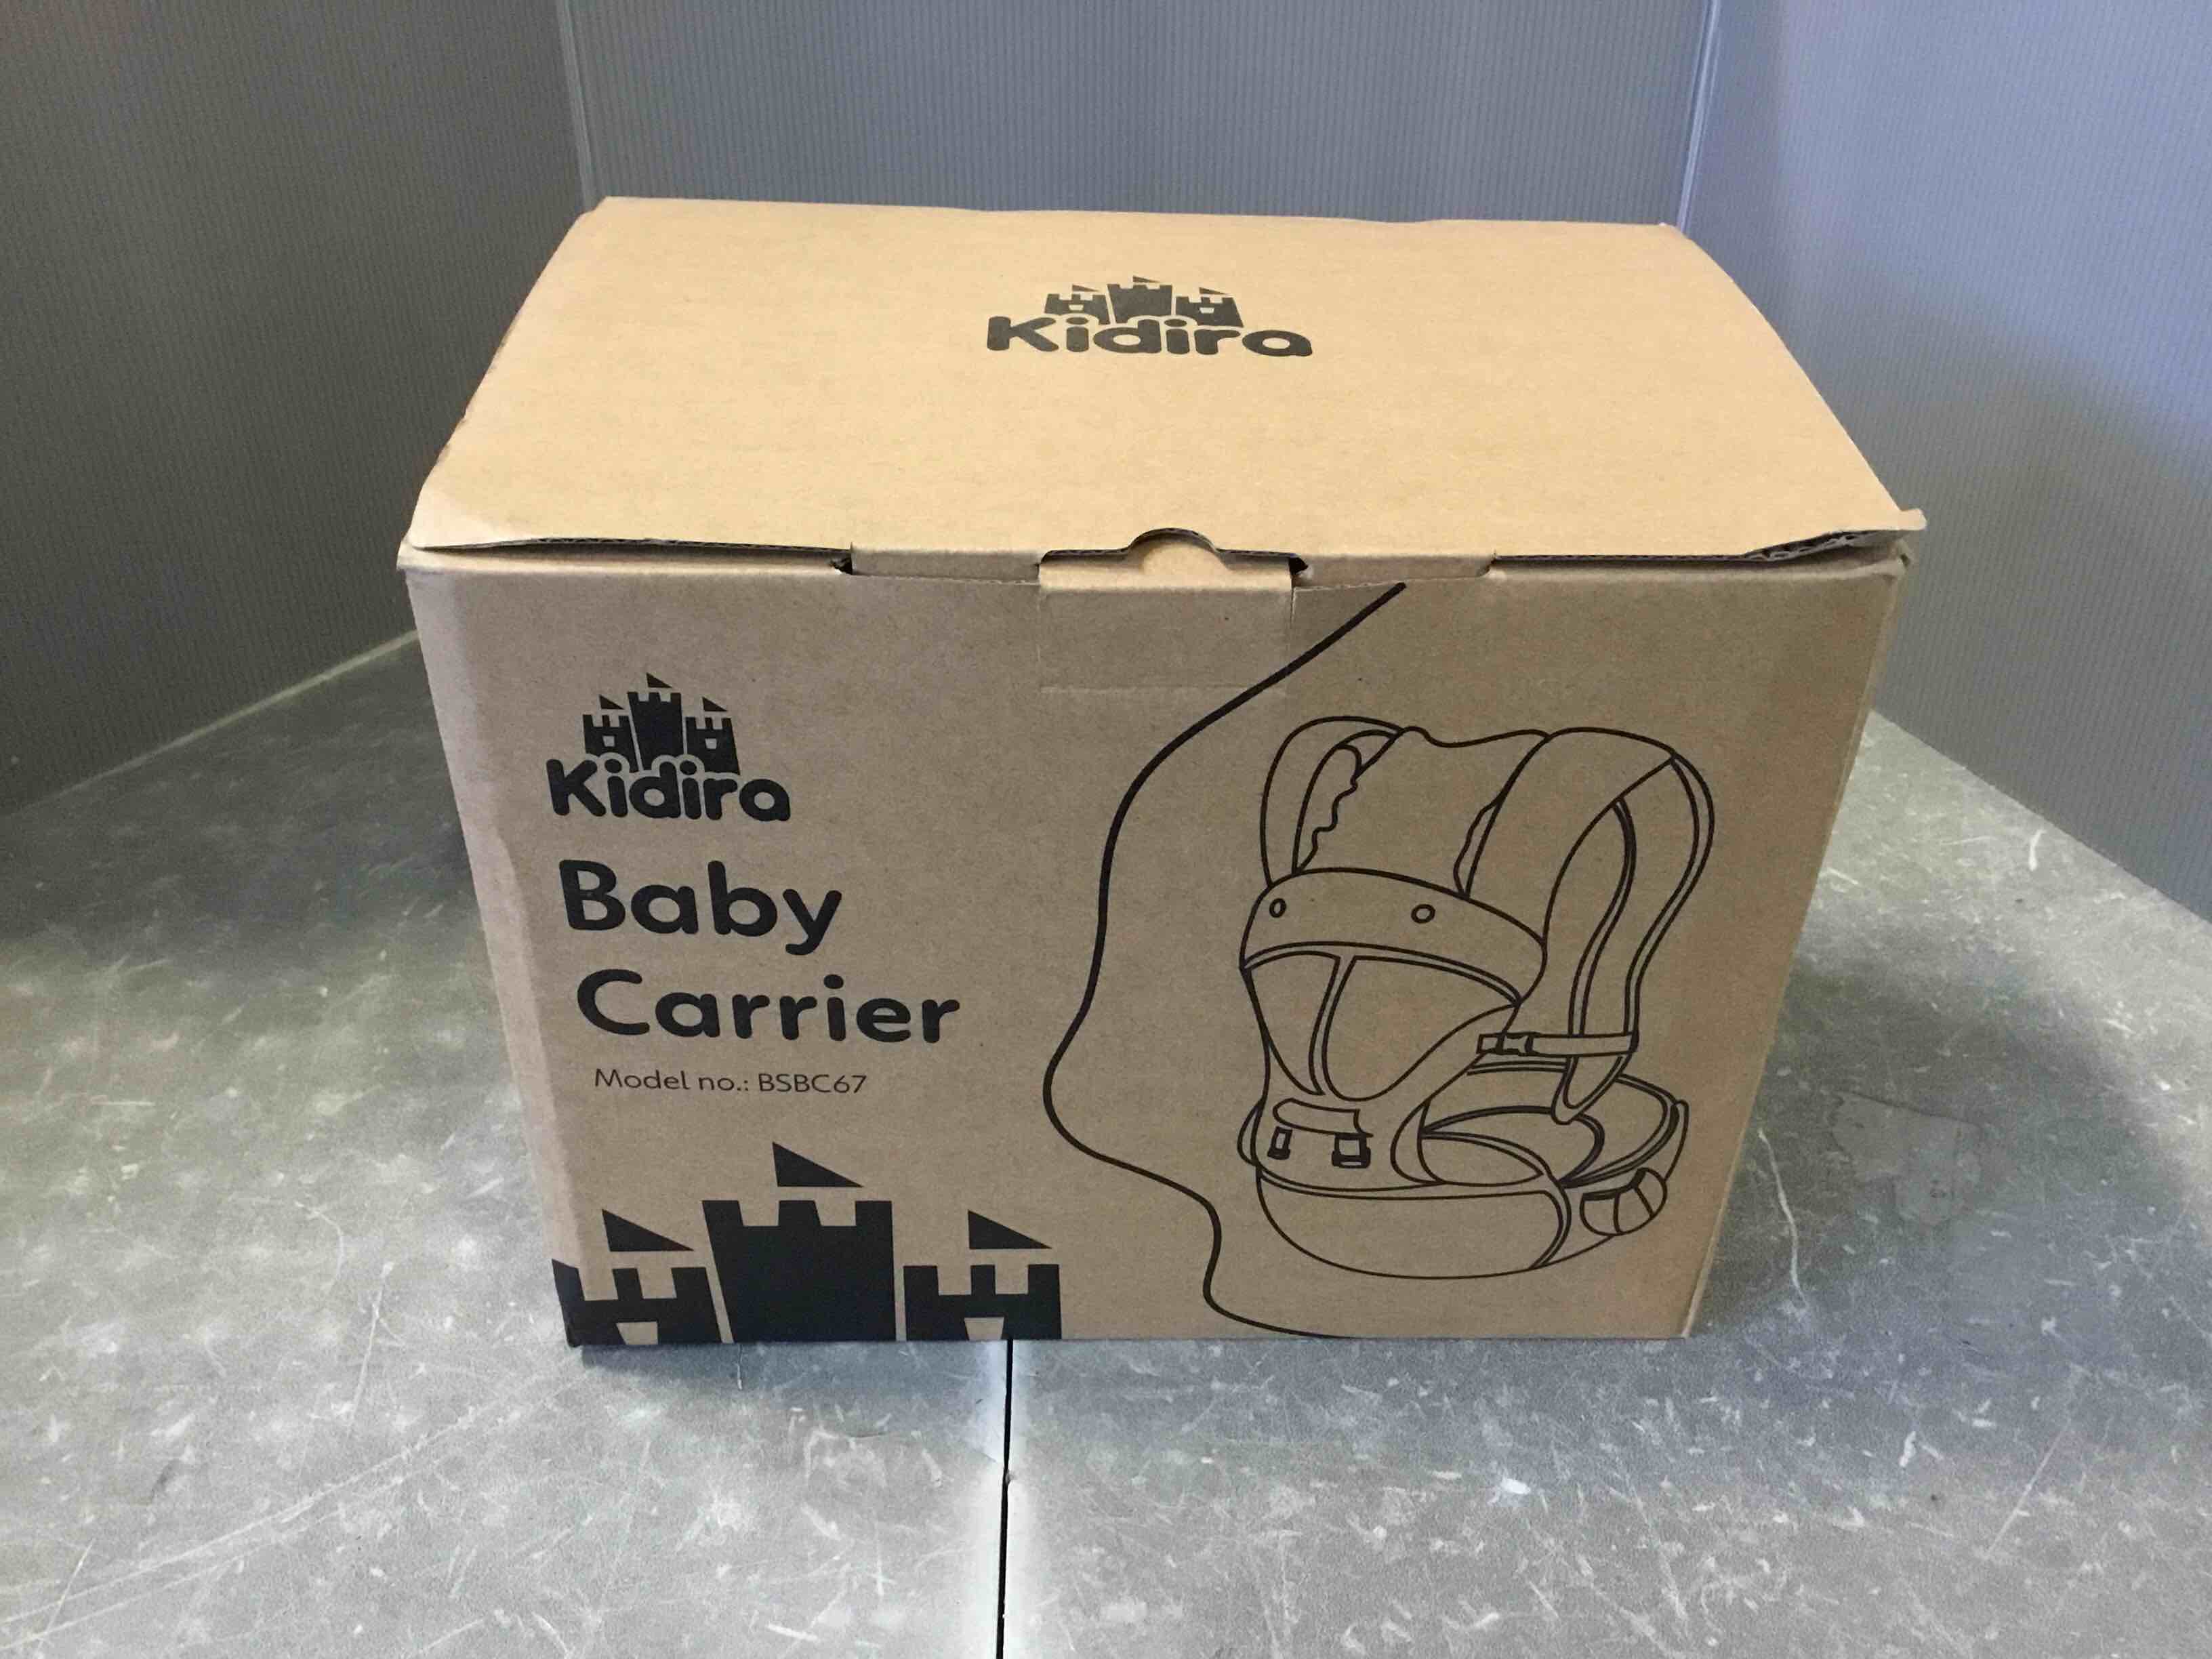 Kidira
Kidira
Baby
Carrier
Model no.: BSBC67